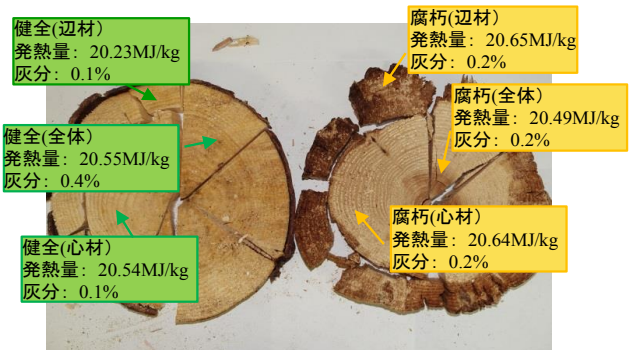 健全(辺材)
発熱量：20.23MJ/kg
灰分：0.1%
健全(全体)
発熱量：20.55MJ/kg
灰分：0.4%
健全(心材)
発熱量：20.54MJ/kg
灰分：0.1%
腐朽(辺材)
発熱量：20.65MJ/kg
灰分：0.2%
腐朽(全体)
発熱量：20.49MJ/kg
灰分：0.2%
腐朽(心材)
発熱量：20.64MJ/kg
灰分：0.2%